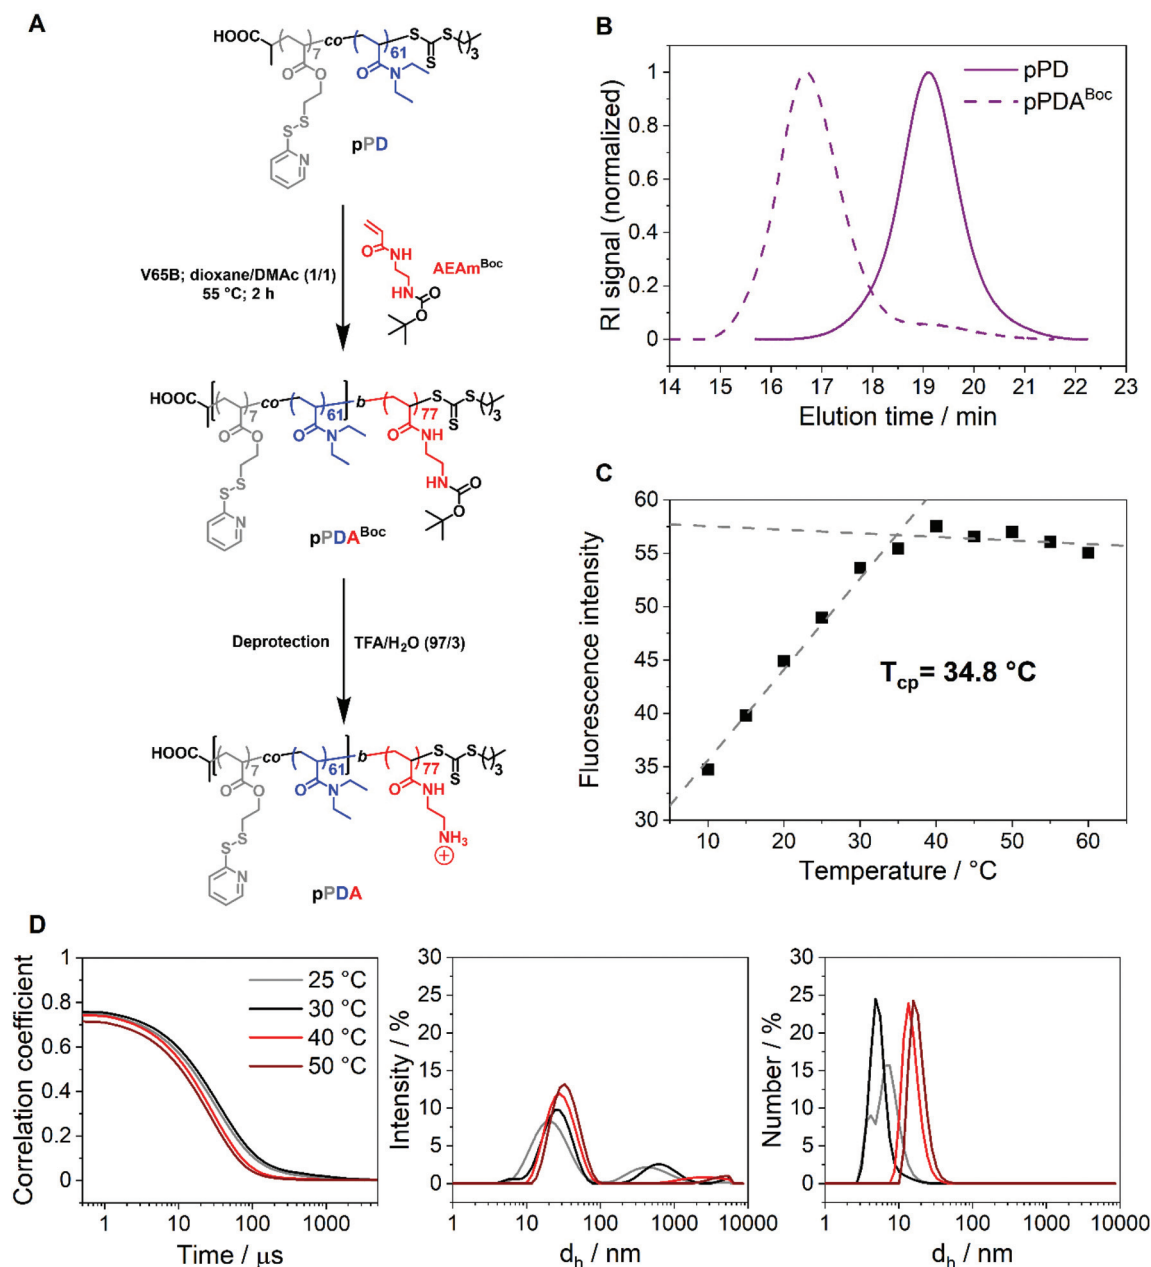 A
HOOC
7
co
61
S
S
3
O
O
S
O
N
S
S
N
pPD
V65B; dioxane/DMAc (1/1)
55 °C; 2 h
O
NH
AEAm^Boc
NH
O
O
HOOC
7
co
61
b
77
S
S
3
O
O
O
N
O
NH
S
S
S
N
NH
O
O
pPDA^Boc
Deprotection
TFA/H₂O (97/3)
HOOC
7
co
61
b
77
S
S
3
O
O
O
N
O
NH
S
S
S
N
NH₃
+
pPDA
B
RI signal (normalized)
1
0.8
0.6
0.4
0.2
0
pPD
pPDA^Boc
14 15 16 17 18 19 20 21 22 23
Elution time / min
C
Fluorescence intensity
60
55
50
45
40
35
30
T_cp= 34.8 °C
10 20 30 40 50 60
Temperature / °C
D
Correlation coefficient
1
0.8
0.6
0.4
0.2
0
25 °C
30 °C
40 °C
50 °C
1 10 100 1000
Time / μs
Intensity / %
30
25
20
15
10
5
0
1 10 100 1000 10000
d_h / nm
Number / %
30
25
20
15
10
5
0
1 10 100 1000 10000
d_h / nm